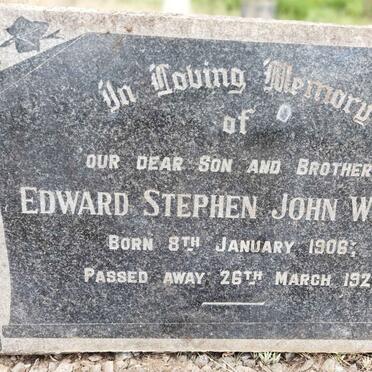 In Loving Memory
of
OUR DEAR SON AND BROTHER
EDWARD STEPHEN JOHN W
BORN 8TH JANUARY 1906;
PASSED AWAY 26TH MARCH 192